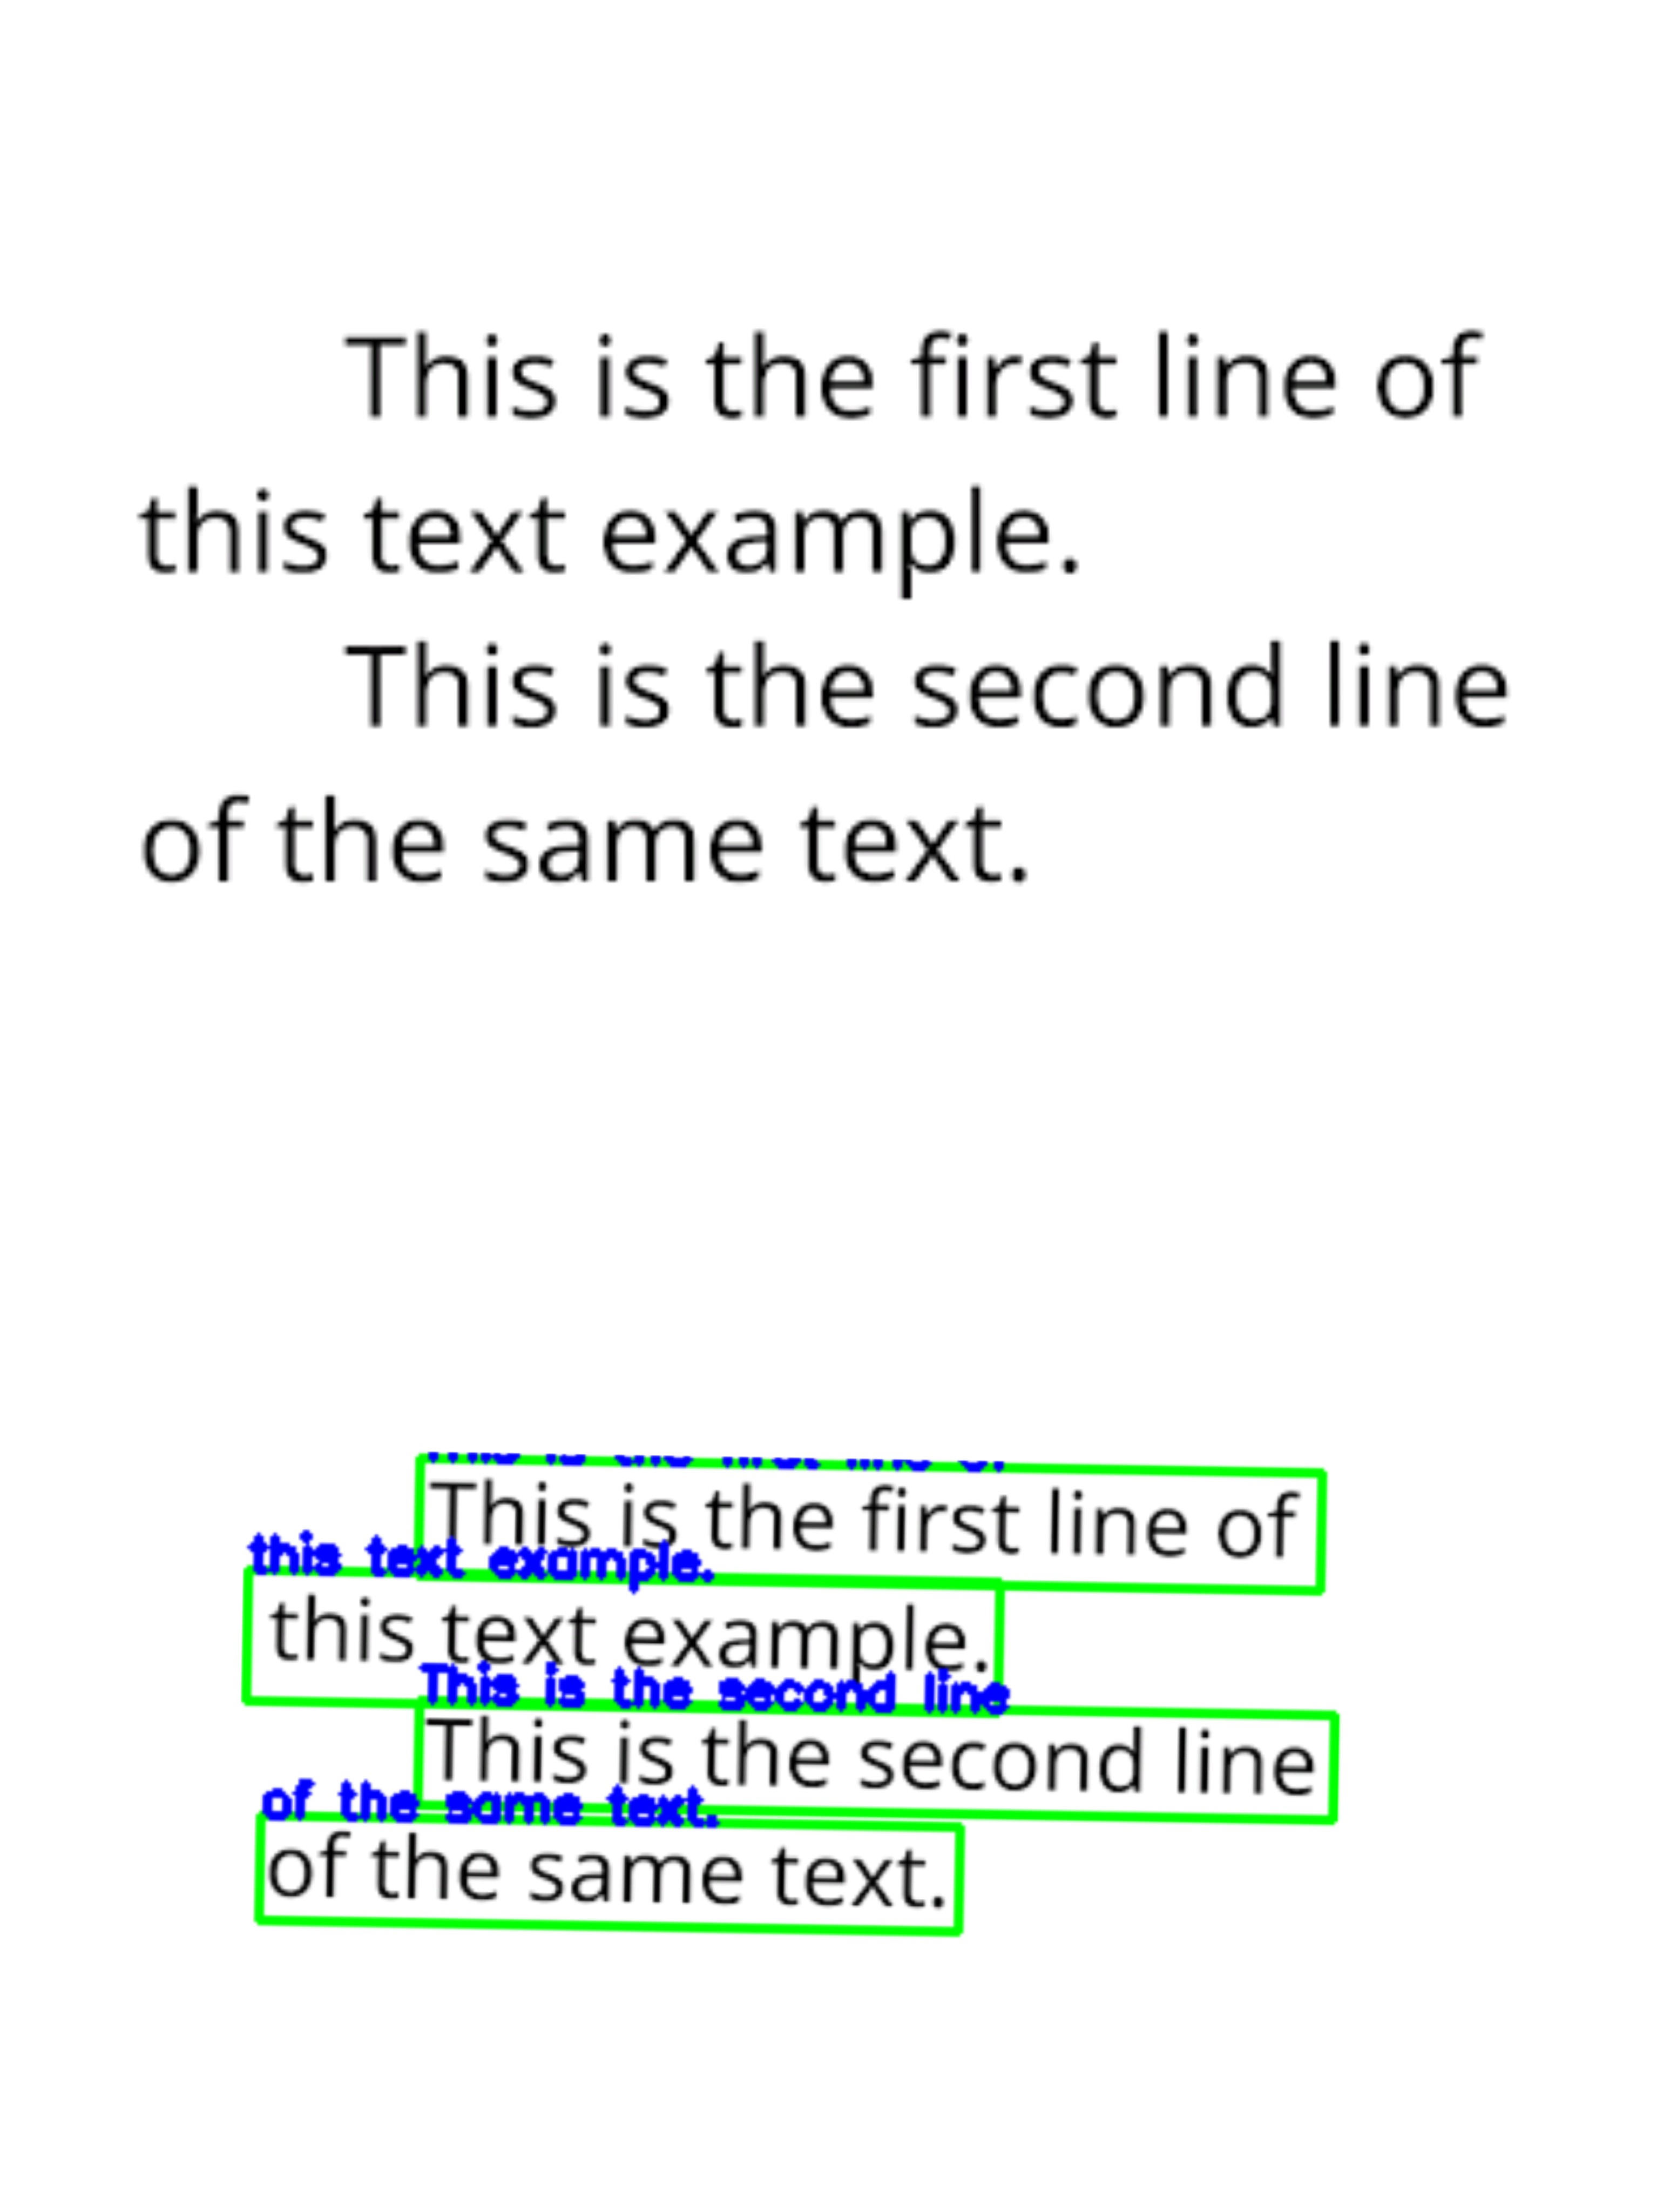 This is the first line of
this text example.
This is the second line
of the same text.
This is the first line of
this text example.
this text example.
This is the second line
This is the second line
of the same text.
of the same text.